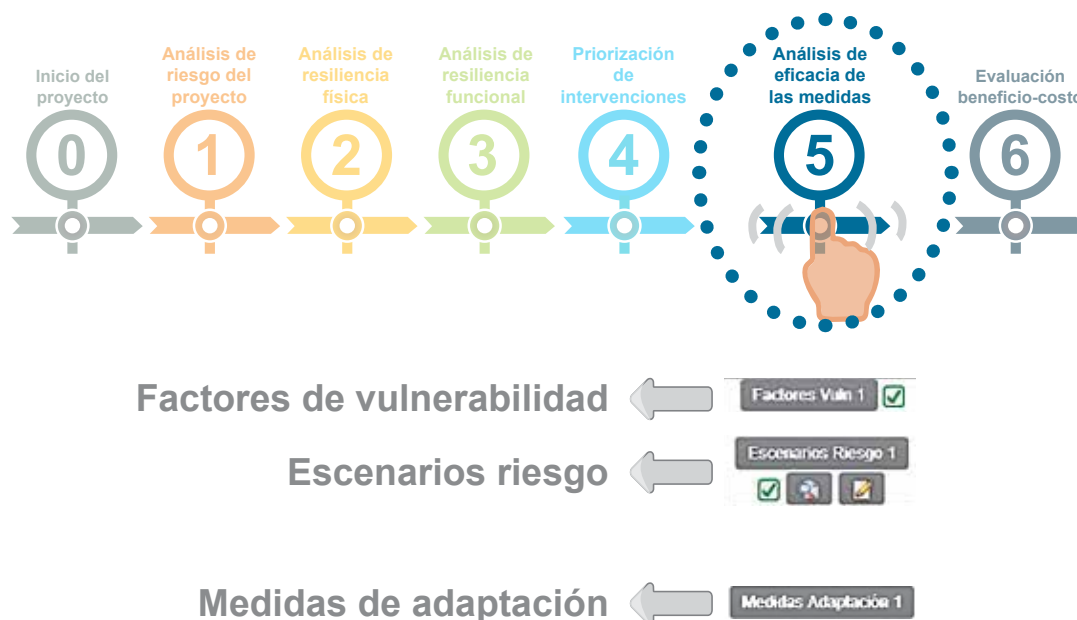 Inicio del
proyecto
0
Análisis de
riesgo del
proyecto
1
Análisis de
resiliencia
física
2
Análisis de
resiliencia
funcional
3
Priorización
de
intervenciones
4
Análisis de
eficacia de
las medidas
5
Evaluación
beneficio-costo
6
Factores de vulnerabilidad
Factores Vuln 1
Escenarios riesgo
Escenarios Riesgo 1
Medidas de adaptación
Medidas Adaptación 1